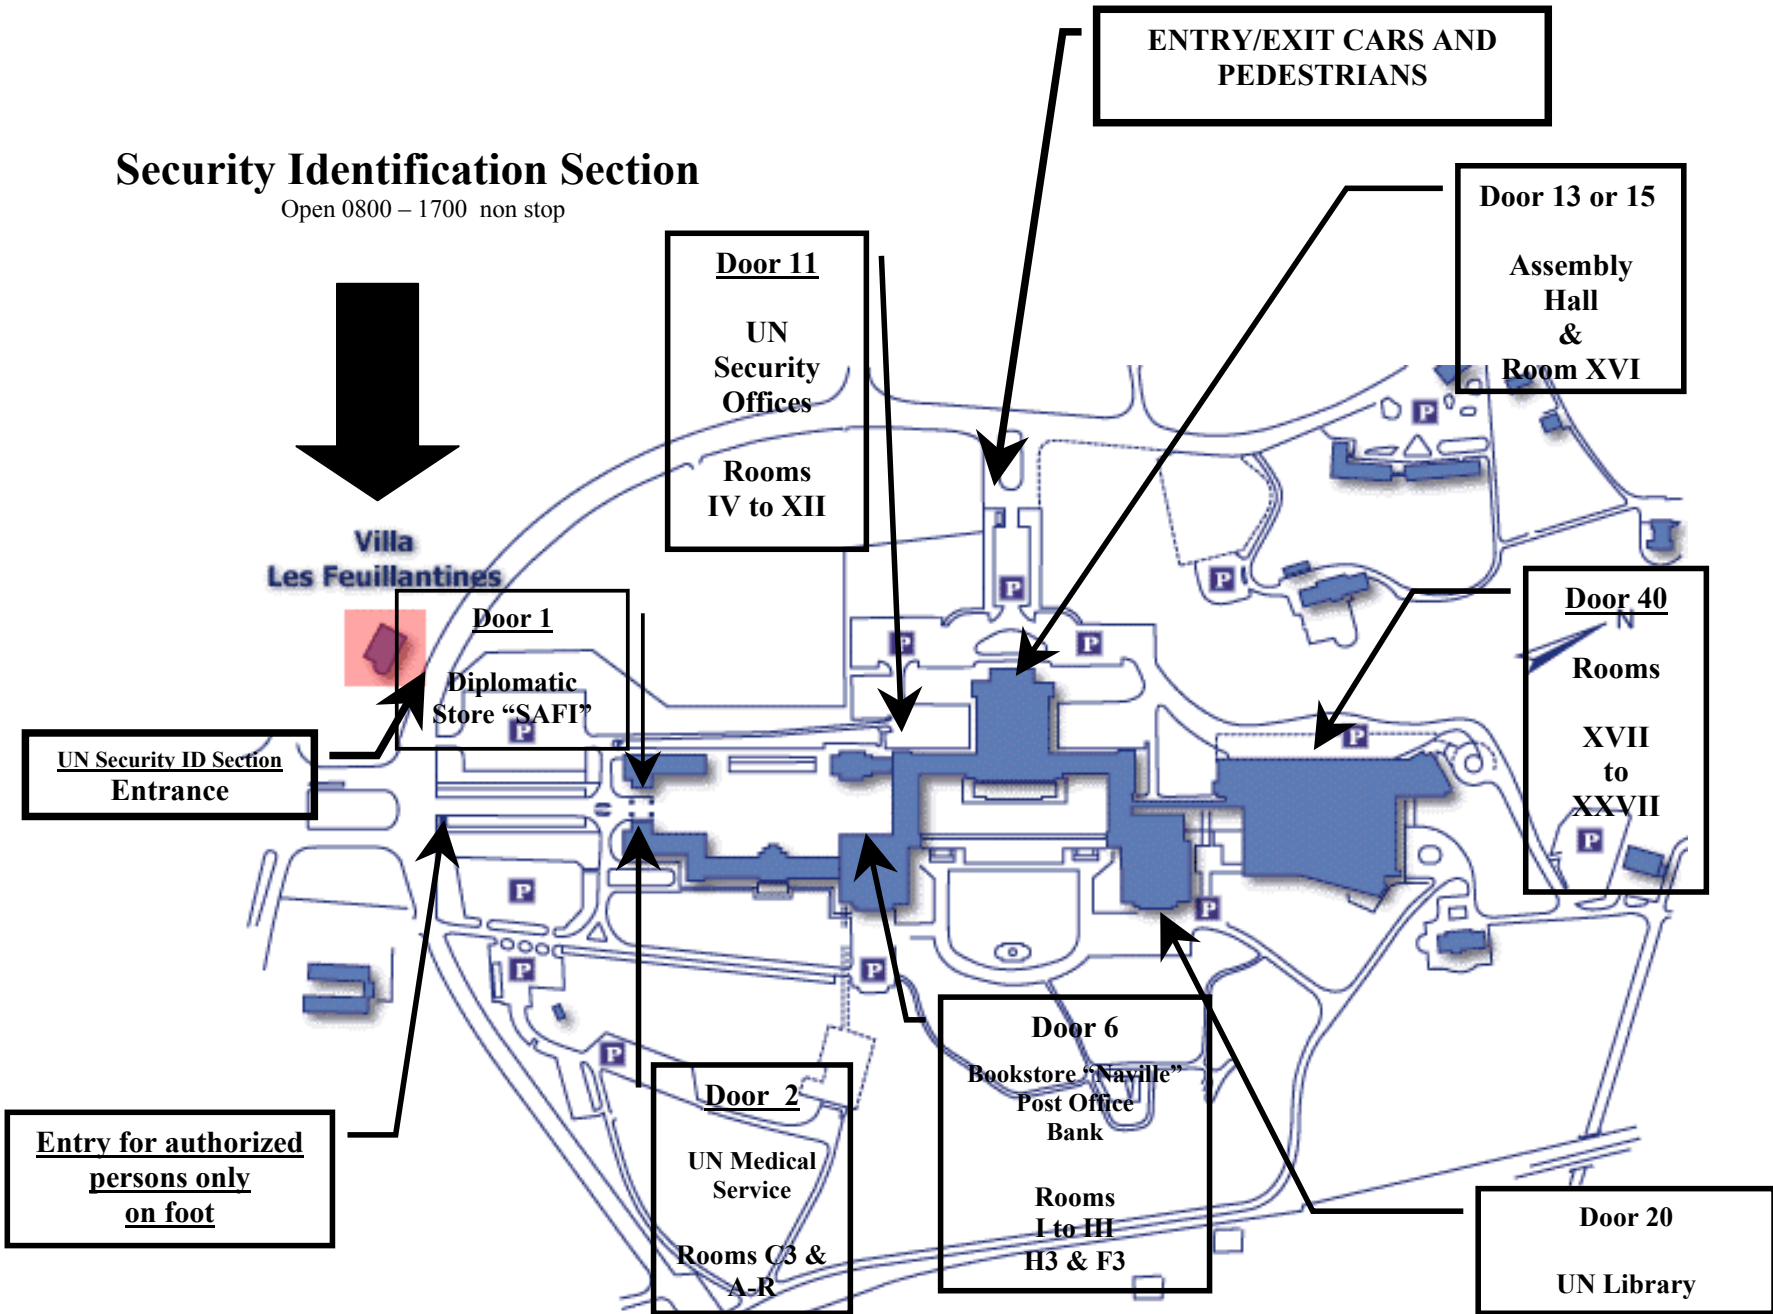 ENTRY/EXIT CARS AND
PEDESTRIANS
Security Identification Section
Open 0800 – 1700 non stop
Door 13 or 15
Assembly
Hall
&
Room XVI
Door 11
UN
Security
Offices
Rooms
IV to XII
Villa
Les Feuillantines
Door 1
Diplomatic
Store “SAFI”
Door 40
N
Rooms
XVII
to
XXVII
UN Security ID Section
Entrance
P
P
P
P
P
P
P
P
P
P
P
P
P
Door 6
Bookstore “Naville”
Post Office
Bank
Rooms
I to III
H3 & F3
Door 2
UN Medical
Service
Rooms C3 &
A-R
Entry for authorized
persons only
on foot
Door 20
UN Library